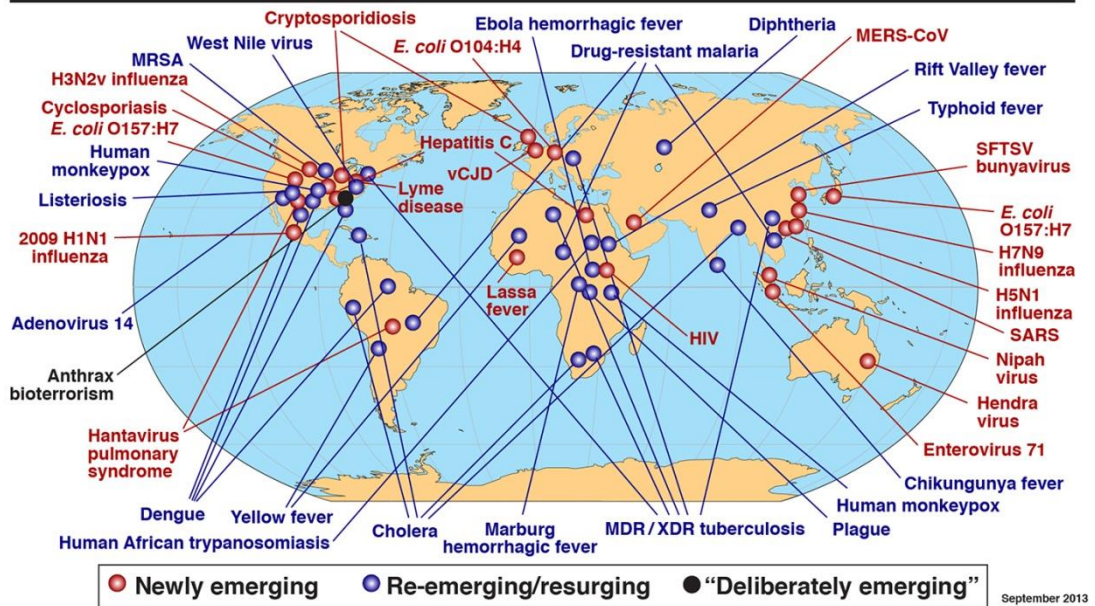 Cryptosporidiosis
Ebola hemorrhagic fever
Diphtheria
West Nile virus
E. coli O104:H4
Drug-resistant malaria
MERS-CoV
MRSA
Rift Valley fever
H3N2v influenza
Cyclosporiasis
Typhoid fever
E. coli O157:H7
Hepatitis C
Human
monkeypox
SFTSV
bunyavirus
vCJD
Listeriosis
Lyme
disease
E. coli
O157:H7
2009 H1N1
influenza
H7N9
influenza
Lassa
fever
H5N1
influenza
Adenovirus 14
HIV
SARS
Nipah
virus
Anthrax
bioterrorism
Hendra
virus
Hantavirus
pulmonary
syndrome
Enterovirus 71
Chikungunya fever
Human monkeypox
Dengue
Yellow fever
Cholera
Marburg
hemorrhagic fever
MDR/XDR tuberculosis
Plague
Human African trypanosomiasis
Newly emerging
Re-emerging/resurging
“Deliberately emerging”
September 2013